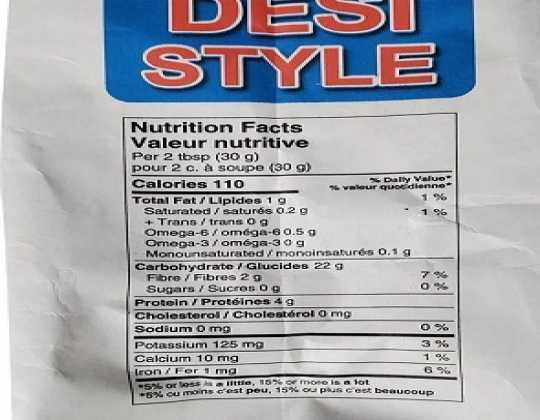 DESI
STYLE
Nutrition Facts
Valeur nutritive
Per 2 tbsp (30 g)
pour 2 c. à soupe (30 g)
Calories 110
% Daily Value*
% valeur quotidienne*
Total Fat / Lipides 1 g 1 %
Saturated / saturés 0.2 g 1 %
+ Trans / trans 0 g
Omega-6 / oméga-6 0.5 g
Omega-3 / oméga-3 0 g
Monounsaturated / monoinsaturés 0.1 g
Carbohydrate / Glucides 22 g
Fibre / Fibres 2 g 7 %
Sugars / Sucres 0 g 0 %
Protein / Protéines 4 g
Cholesterol / Cholestérol 0 mg
Sodium 0 mg 0 %
Potassium 125 mg 3 %
Calcium 10 mg 1 %
Iron / Fer 1 mg 6 %
*5% or less is a little, 15% or more is a lot
*5% ou moins c'est peu, 15% ou plus c'est beaucoup